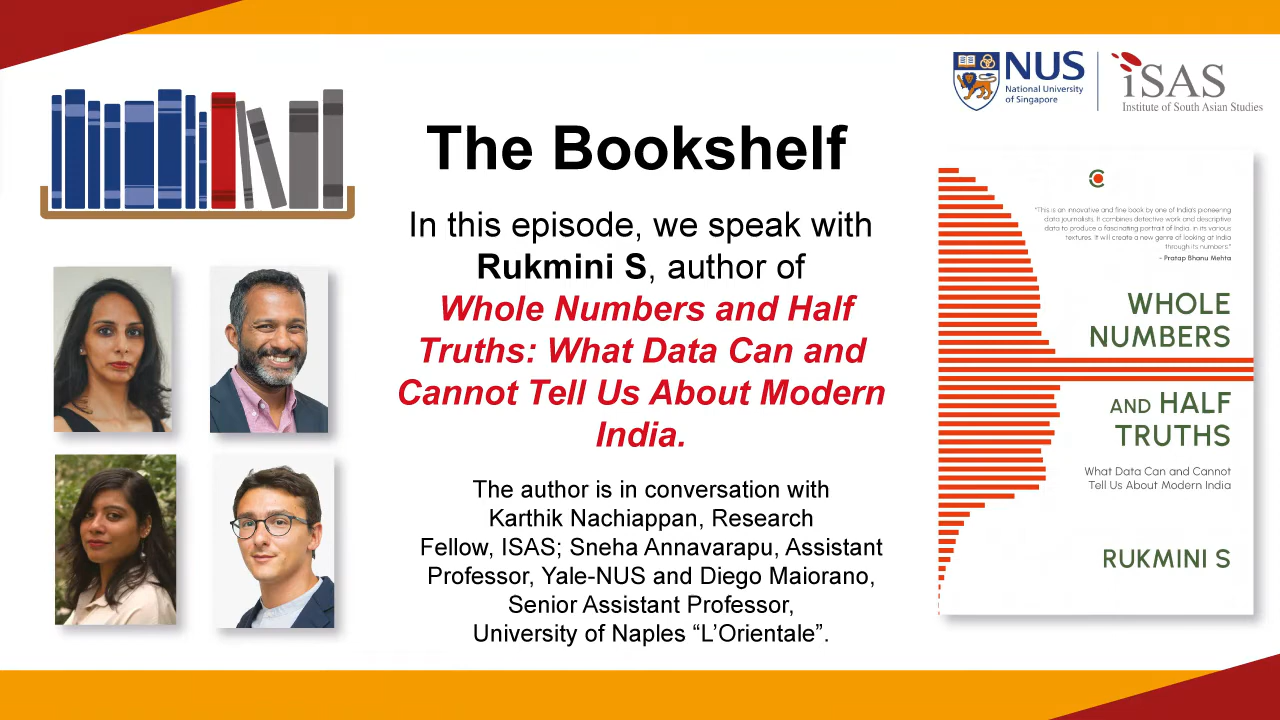 NUS
National University
of Singapore
iSAS
Institute of South Asian Studies
The Bookshelf
In this episode, we speak with
Rukmini S, author of
Whole Numbers and Half
Truths: What Data Can and
Cannot Tell Us About Modern
India.
The author is in conversation with
Karthik Nachiappan, Research
Fellow, ISAS; Sneha Annavarapu, Assistant
Professor, Yale-NUS and Diego Maiorano,
Senior Assistant Professor,
University of Naples “L’Orientale”.
"This is an innovative and fine book by one of India's pioneering
data journalists. It combines detective work and descriptive
data to produce a fascinating portrait of India, in its various
textures. It will create a new genre of looking at India
through its numbers"
- Pratap Bhanu Mehta
WHOLE
NUMBERS
AND HALF
TRUTHS
What Data Can and Cannot
Tell Us About Modern India
RUKMINI S